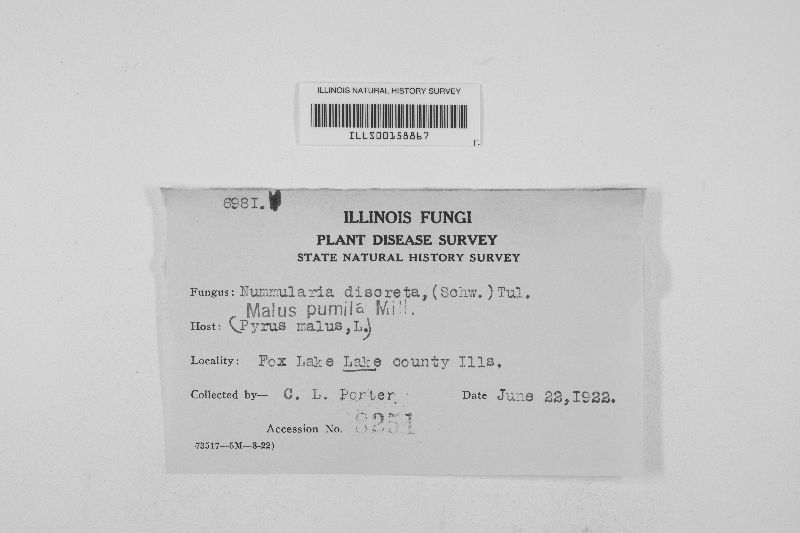 ILLINOIS NATURAL HISTORY SURVEY
ILLS00158867
6981.
ILLINOIS FUNGI
PLANT DISEASE SURVEY
STATE NATURAL HISTORY SURVEY
Fungus: Nummularia discreta, (Schw.) Tul.
Malus pumila Mill.
Host: (Pyrus malus, L.)
Locality: Fox Lake Lake county Ills.
Collected by— C. L. Porter Date June 22, 1922.
Accession No. 8251
73517—5M—8-22)